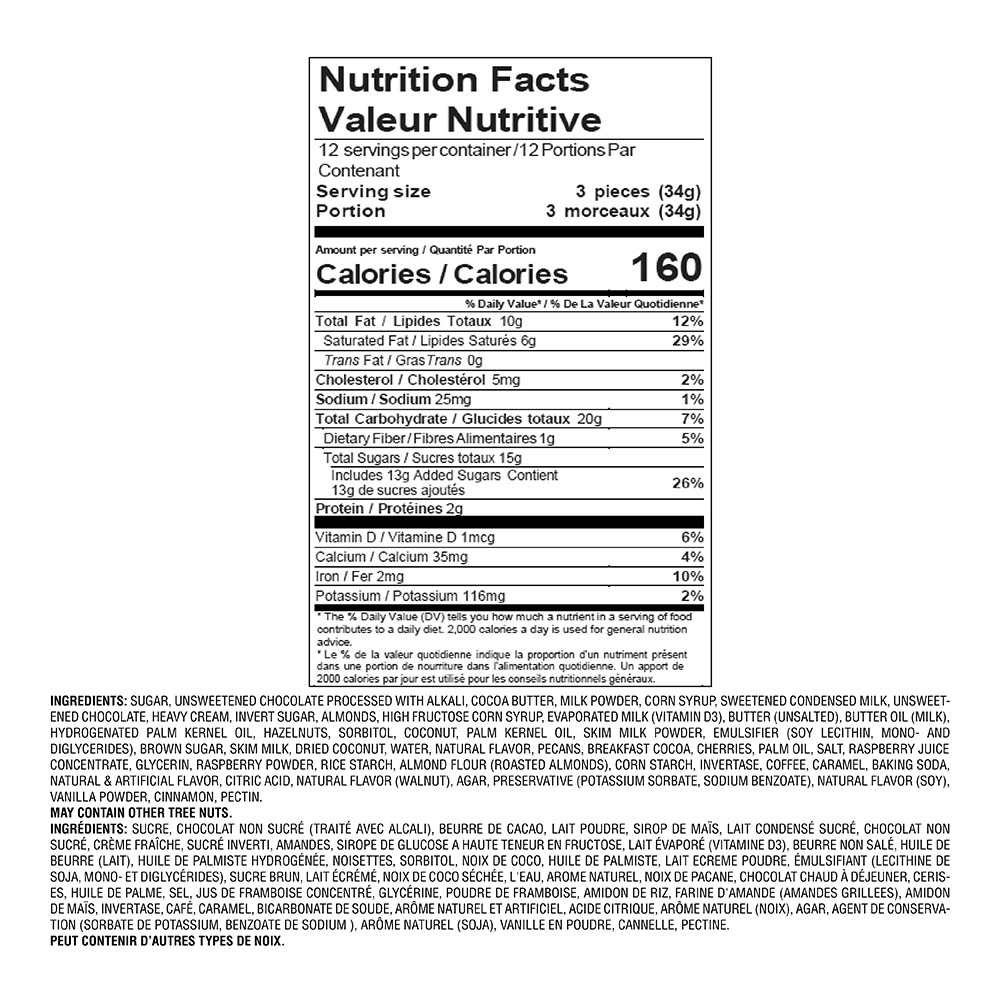 Nutrition Facts
Valeur Nutritive
12 servings per container/12 Portions Par
Contenant
Serving size 3 pieces (34g)
Portion 3 morceaux (34g)
Amount per serving / Quantité Par Portion
Calories / Calories 160
% Daily Value* / % De La Valeur Quotidienne*
Total Fat / Lipides Totaux 10g 12%
Saturated Fat / Lipides Saturés 6g 29%
Trans Fat / Gras Trans 0g
Cholesterol / Cholestérol 5mg 2%
Sodium / Sodium 25mg 1%
Total Carbohydrate / Glucides totaux 20g 7%
Dietary Fiber / Fibres Alimentaires 1g 5%
Total Sugars / Sucres totaux 15g
Includes 13g Added Sugars Contient
13g de sucres ajoutés 26%
Protein / Protéines 2g
Vitamin D / Vitamine D 1mcg 6%
Calcium / Calcium 35mg 4%
Iron / Fer 2mg 10%
Potassium / Potassium 116mg 2%
* The % Daily Value (DV) tells you how much a nutrient in a serving of food
contributes to a daily diet. 2,000 calories a day is used for general nutrition
advice.
* Le % de la valeur quotidienne indique la proportion d'un nutriment présent
dans une portion de nourriture dans l'alimentation quotidienne. Un apport de
2000 calories par jour est utilisé pour les conseils nutritionnels généraux.
INGREDIENTS: SUGAR, UNSWEETENED CHOCOLATE PROCESSED WITH ALKALI, COCOA BUTTER, MILK POWDER, CORN SYRUP, SWEETENED CONDENSED MILK, UNSWEET-
ENED CHOCOLATE, HEAVY CREAM, INVERT SUGAR, ALMONDS, HIGH FRUCTOSE CORN SYRUP, EVAPORATED MILK (VITAMIN D3), BUTTER (UNSALTED), BUTTER OIL (MILK),
HYDROGENATED PALM KERNEL OIL, HAZELNUTS, SORBITOL, COCONUT, PALM KERNEL OIL, SKIM MILK POWDER, EMULSIFIER (SOY LECITHIN, MONO- AND
DIGLYCERIDES), BROWN SUGAR, SKIM MILK, DRIED COCONUT, WATER, NATURAL FLAVOR, PECANS, BREAKFAST COCOA, CHERRIES, PALM OIL, SALT, RASPBERRY JUICE
CONCENTRATE, GLYCERIN, RASPBERRY POWDER, RICE STARCH, ALMOND FLOUR (ROASTED ALMONDS), CORN STARCH, INVERTASE, COFFEE, CARAMEL, BAKING SODA,
NATURAL & ARTIFICIAL FLAVOR, CITRIC ACID, NATURAL FLAVOR (WALNUT), AGAR, PRESERVATIVE (POTASSIUM SORBATE, SODIUM BENZOATE), NATURAL FLAVOR (SOY),
VANILLA POWDER, CINNAMON, PECTIN.
MAY CONTAIN OTHER TREE NUTS.
INGRÉDIENTS: SUCRE, CHOCOLAT NON SUCRÉ (TRAITÉ AVEC ALCALI), BEURRE DE CACAO, LAIT POUDRE, SIROP DE MAÏS, LAIT CONDENSÉ SUCRÉ, CHOCOLAT NON
SUCRÉ, CRÈME FRAÎCHE, SUCRÉ INVERTI, AMANDES, SIROPE DE GLUCOSE A HAUTE TENEUR EN FRUCTOSE, LAIT ÉVAPORÉ (VITAMINE D3), BEURRE NON SALÉ, HUILE DE
BEURRE (LAIT), HUILE DE PALMISTE HYDROGÉNÉE, NOISETTES, SORBITOL, NOIX DE COCO, HUILE DE PALMISTE, LAIT ECREME POUDRE, ÉMULSIFIANT (LECITHINE DE
SOJA, MONO- ET DIGLYCÉRIDES), SUCRE BRUN, LAIT ÉCRÉMÉ, NOIX DE COCO SÉCHÉE, L'EAU, AROME NATUREL, NOIX DE PACANE, CHOCOLAT CHAUD À DÉJEUNER, CERIS-
ES, HUILE DE PALME, SEL, JUS DE FRAMBOISE CONCENTRÉ, GLYCÉRINE, POUDRE DE FRAMBOISE, AMIDON DE RIZ, FARINE D'AMANDE (AMANDES GRILLEES), AMIDON
DE MAÏS, INVERTASE, CAFÉ, CARAMEL, BICARBONATE DE SOUDE, ARÔME NATUREL ET ARTIFICIEL, ACIDE CITRIQUE, ARÔME NATUREL (NOIX), AGAR, AGENT DE CONSERVA-
TION (SORBATE DE POTASSIUM, BENZOATE DE SODIUM ), ARÔME NATUREL (SOJA), VANILLE EN POUDRE, CANNELLE, PECTINE.
PEUT CONTENIR D'AUTRES TYPES DE NOIX.